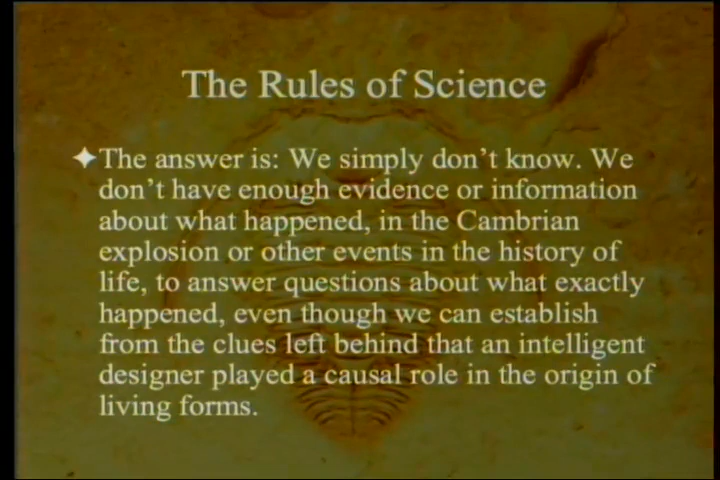 The Rules of Science
The answer is: We simply don't know. We
don't have enough evidence or information
about what happened, in the Cambrian
explosion or other events in the history of
life, to answer questions about what exactly
happened, even though we can establish
from the clues left behind that an intelligent
designer played a causal role in the origin of
living forms.